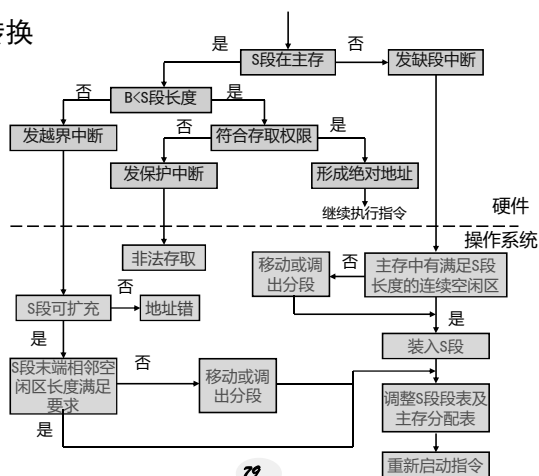 转换
是
否
S段在主存
发缺段中断
否
B<S段长度
是
发越界中断
否
符合存取权限
是
发保护中断
形成绝对地址
继续执行指令
硬件
操作系统
非法存取
移动或调
出分段
否
主存中有满足S段
长度的连续空闲区
否
S段可扩充
地址错
是
是
装入S段
S段末端相邻空
闲区长度满足
要求
否
移动或调
出分段
调整S段段表及
主存分配表
是
重新启动指令
79